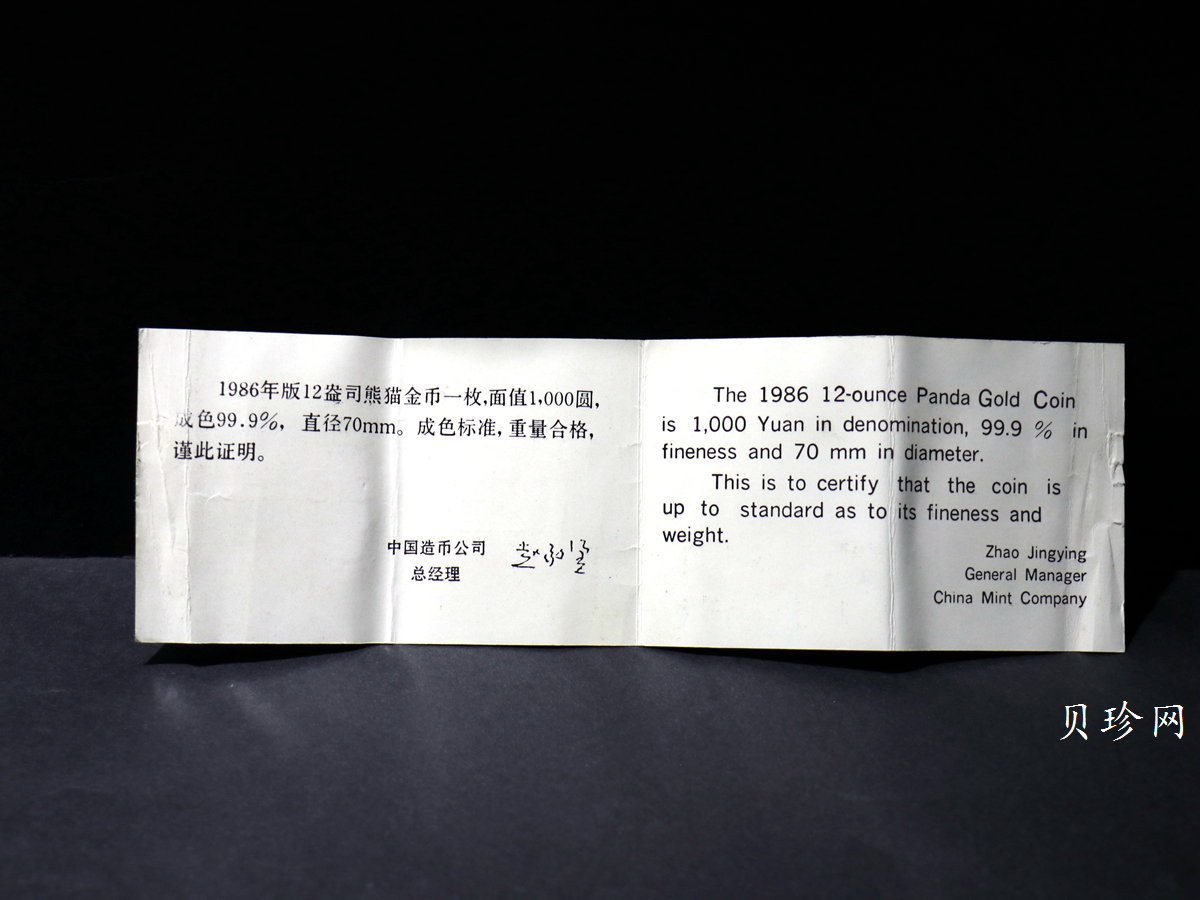 1986年版12盎司熊猫金币一枚,面值1,000圆,
成色99.9%, 直径70mm。成色标准,重量合格,
谨此证明。
中国造币公司
总经理
The 1986 12-ounce Panda Gold Coin
is 1,000 Yuan in denomination, 99.9 % in
fineness and 70 mm in diameter.
This is to certify that the coin is
up to standard as to its fineness and
weight.
Zhao Jingying
General Manager
China Mint Company
贝珍网